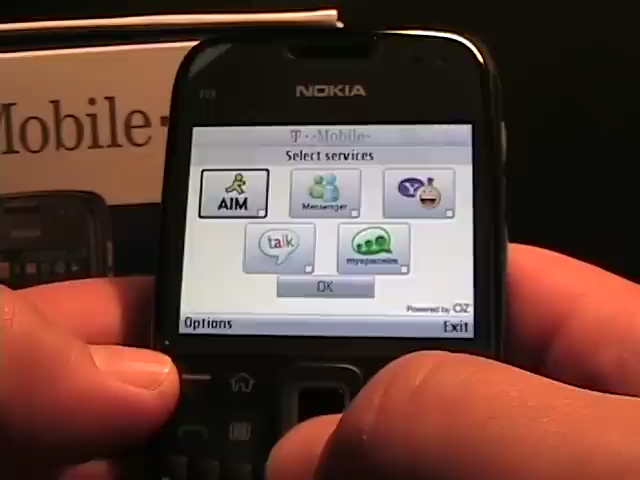 Mobile·
NOKIA
T··Mobile·
Select services
AIM
Messenger
Y!
talk
myspaceim
OK
Powered by OZ
Options
Exit